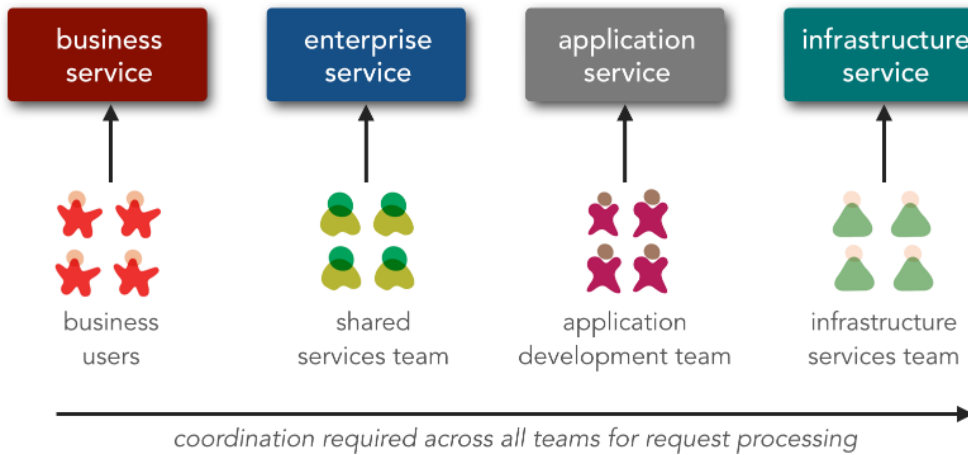 business
service
enterprise
service
application
service
infrastructure
service
business
users
shared
services team
application
development team
infrastructure
services team
coordination required across all teams for request processing